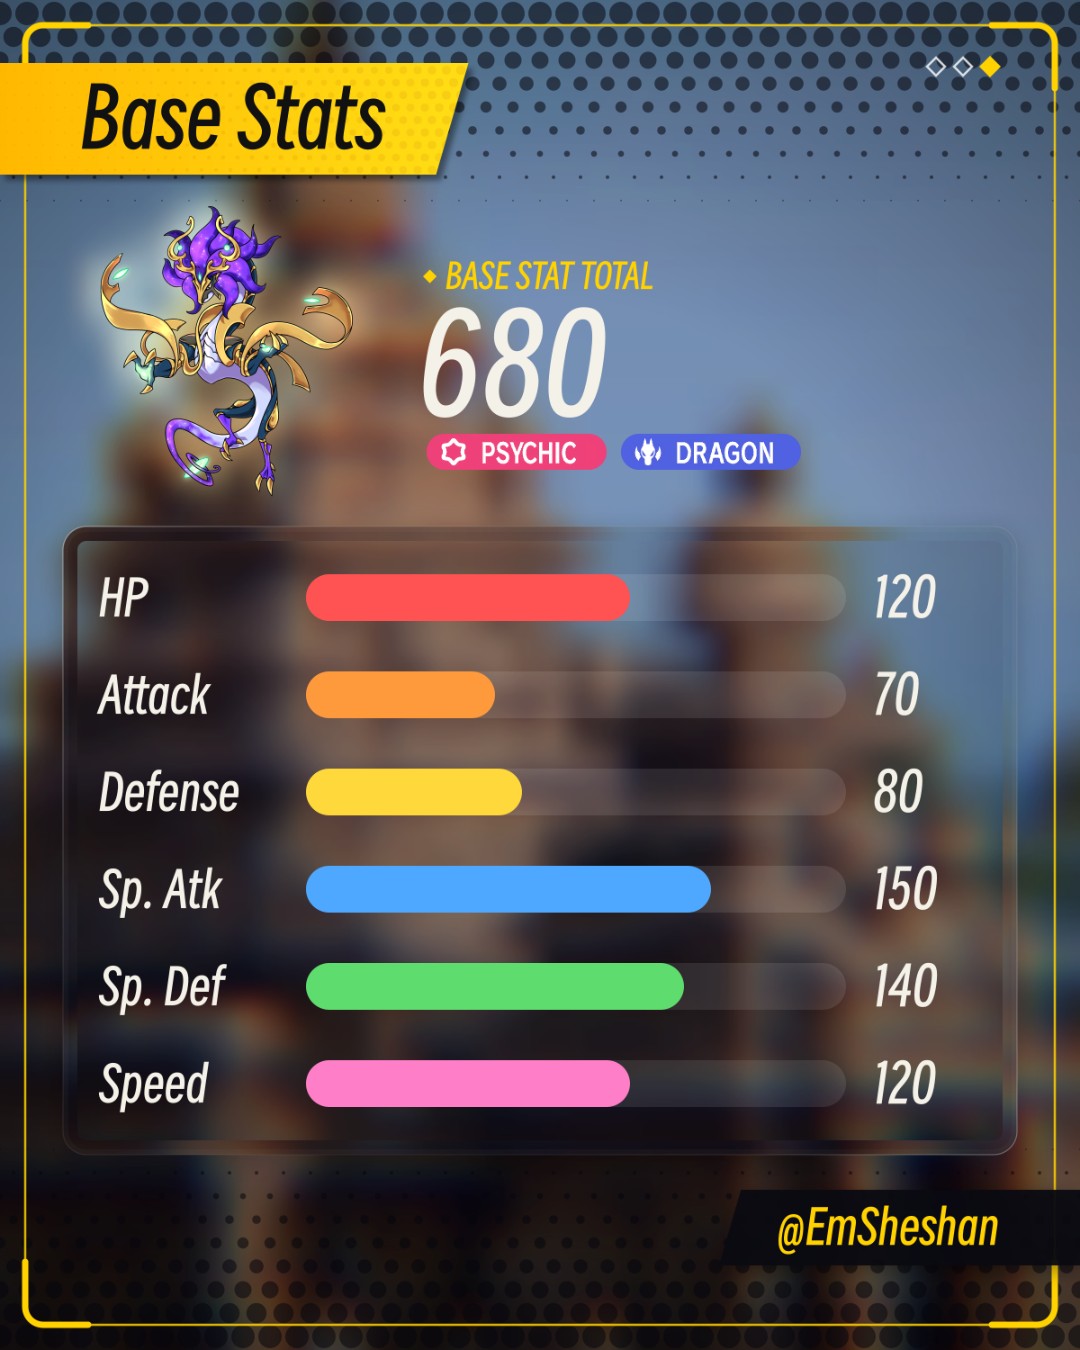 Base Stats
BASE STAT TOTAL
680
PSYCHIC DRAGON
HP 120
Attack 70
Defense 80
Sp. Atk 150
Sp. Def 140
Speed 120
@EmSheshan